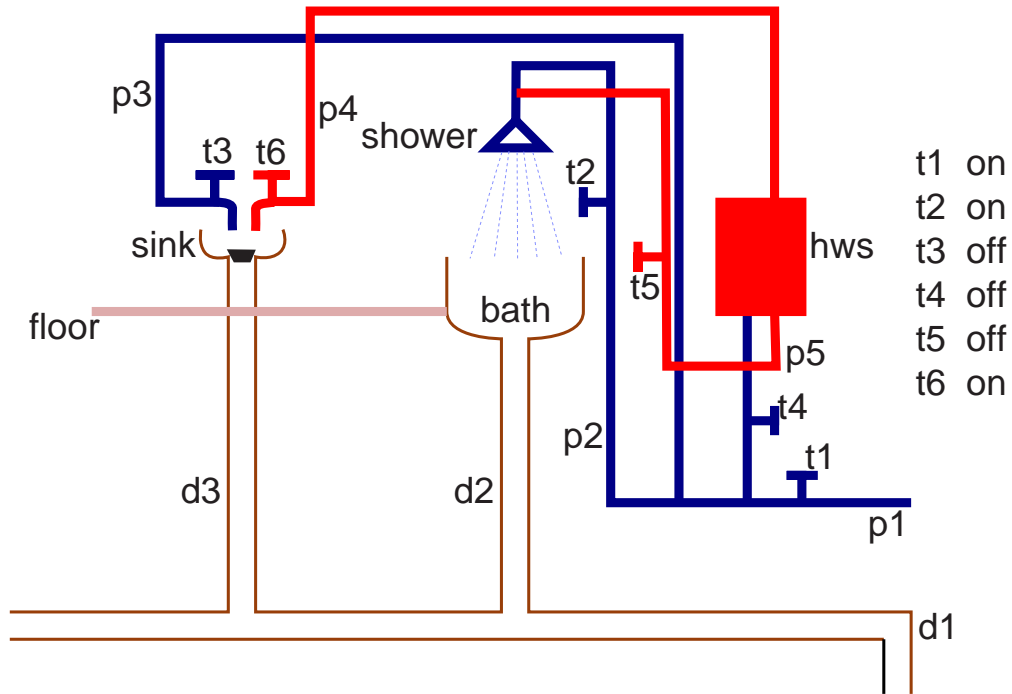 p3
p4
shower
t3
t6
t2
t1 on
t2 on
t3 off
t4 off
t5 off
t6 on
sink
hws
t5
floor
bath
p5
t4
p2
t1
d3
d2
p1
d1